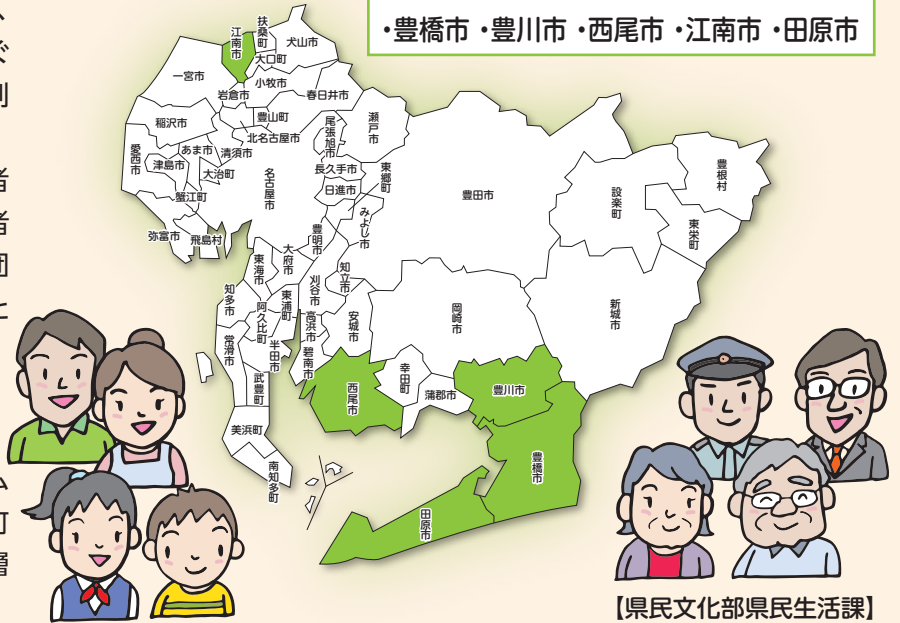 ・豊橋市 ・豊川市 ・西尾市 ・江南市 ・田原市
扶桑町
江南市
犬山市
大口町
一宮市
小牧市
岩倉市
春日井市
豊山町
稲沢市
北名古屋市
尾張旭市
瀬戸市
愛西市
あま市
清須市
津島市
大治町
長久手市
東郷町
日進市
名古屋市
蟹江町
みよし市
豊田市
設楽町
豊根村
東栄町
弥富市
飛島村
豊明市
大府市
東海市
知立市
刈谷市
知多市
東浦町
阿久比町
高浜市
安城市
岡崎市
新城市
常滑市
半田市
碧南市
武豊町
西尾市
幸田町
蒲郡市
豊川市
美浜町
南知多町
豊橋市
田原市
【県民文化部県民生活課】